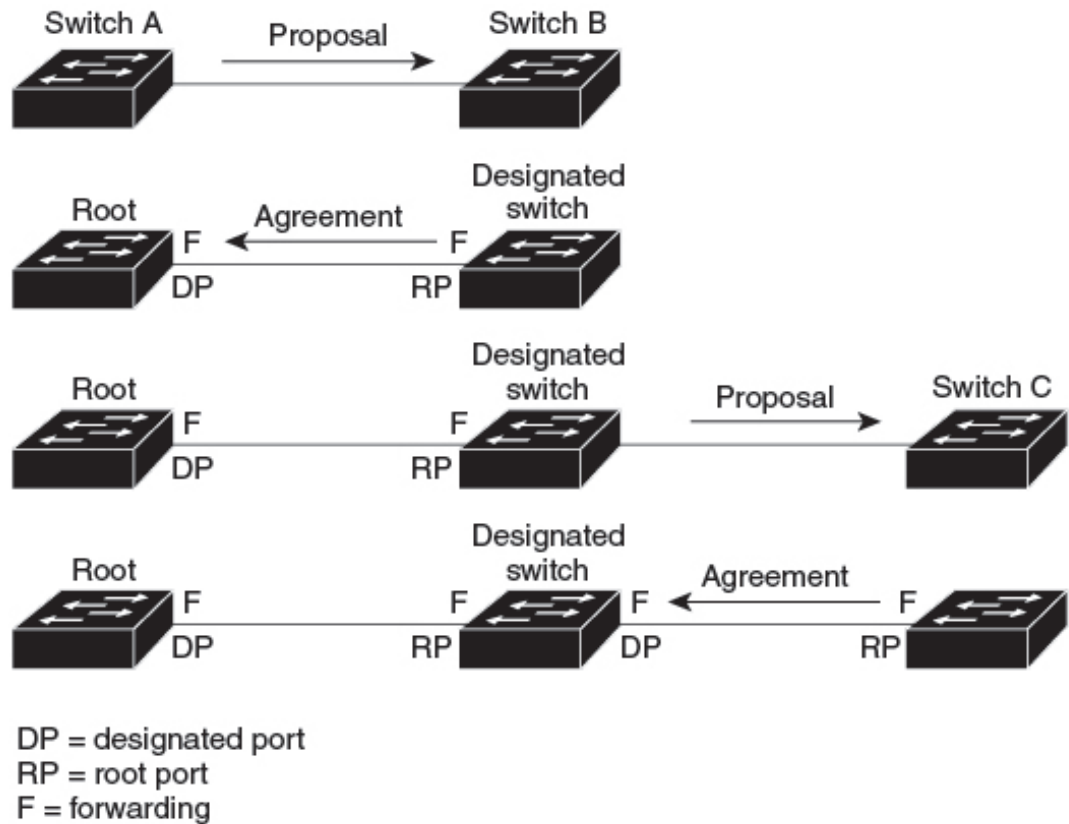 Switch A
Proposal
Switch B
Root
F
DP
Agreement
Designated
switch
F
RP
Root
F
DP
Designated
switch
F
RP
Proposal
Switch C
Root
F
DP
Designated
switch
F
RP
F
DP
Agreement
F
RP
DP = designated port
RP = root port
F = forwarding